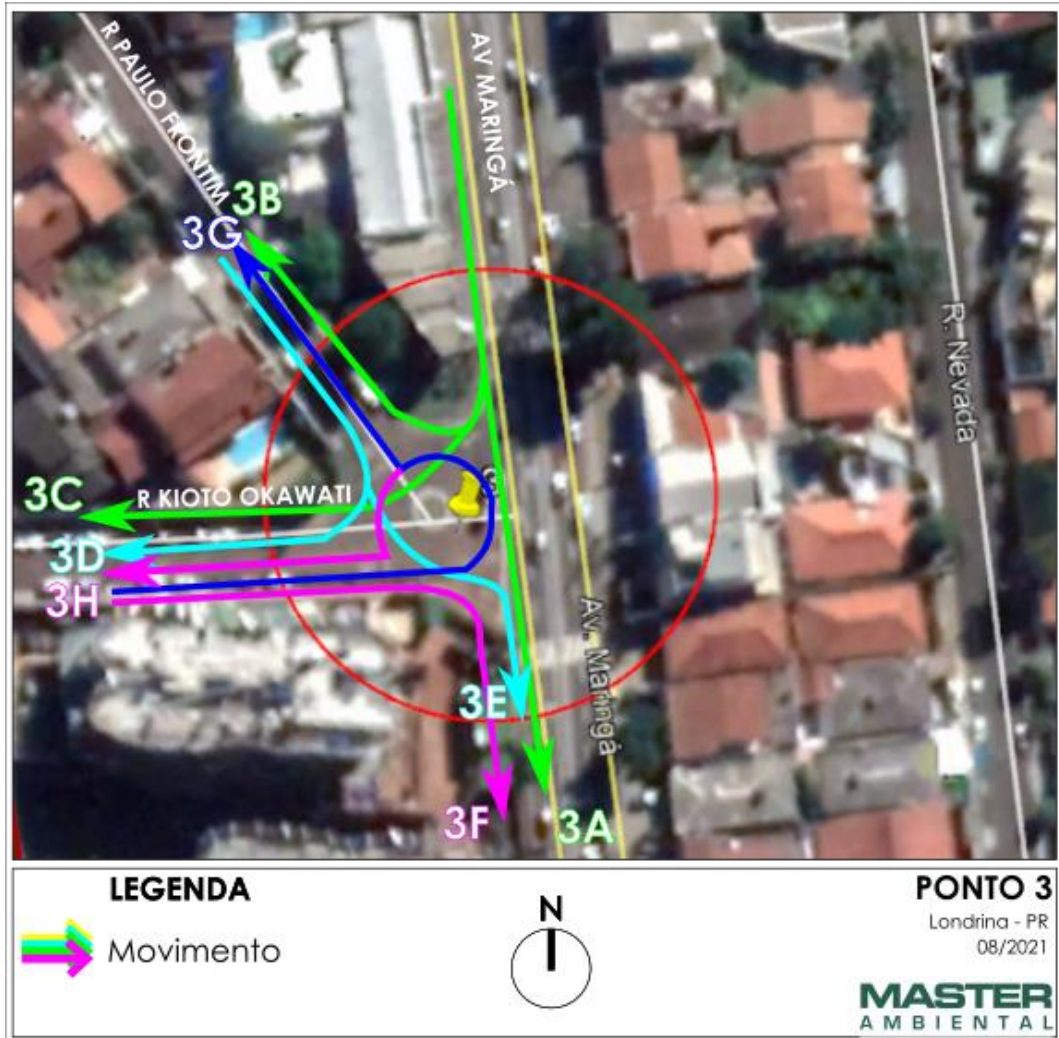 R PAULO FRONTIM
AV MARINGÁ
3B
3G
R. Nevada
3C
R KIOTO OKAWATI
3D
3H
Av. Maringá
3E
3F
3A
LEGENDA
Movimento
N
PONTO 3
Londrina - PR
08/2021
MASTER
AMBIENTAL